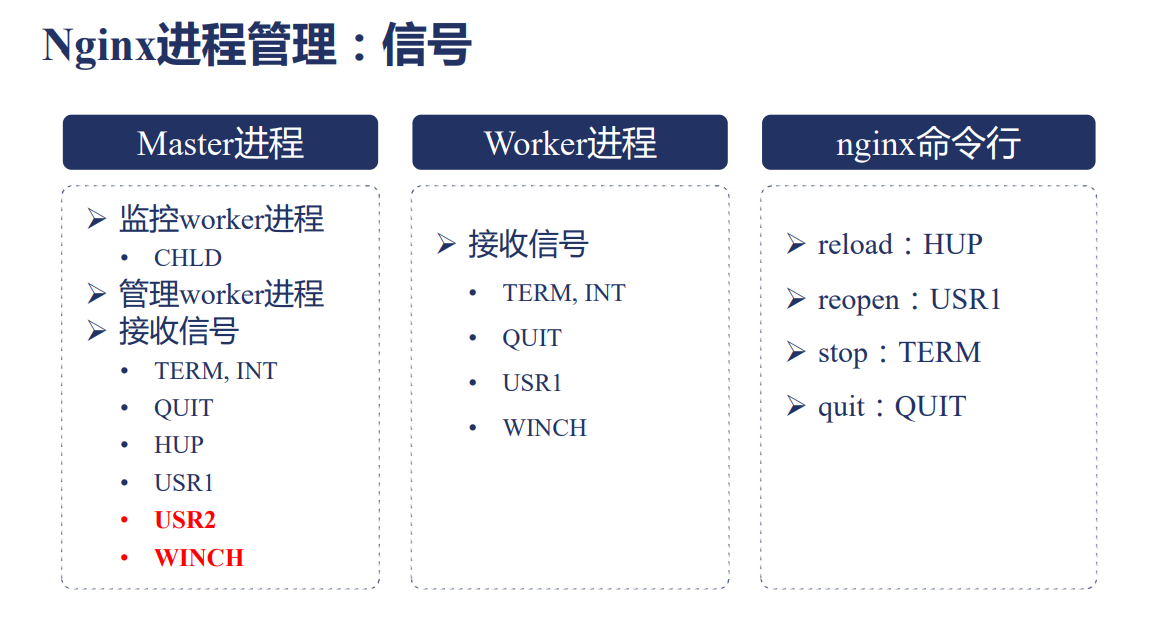 Nginx进程管理：信号
Master进程
➢ 监控worker进程
• CHLD
➢ 管理worker进程
➢ 接收信号
• TERM, INT
• QUIT
• HUP
• USR1
• USR2
• WINCH
Worker进程
➢ 接收信号
• TERM, INT
• QUIT
• USR1
• WINCH
nginx命令行
➢ reload：HUP
➢ reopen：USR1
➢ stop：TERM
➢ quit：QUIT